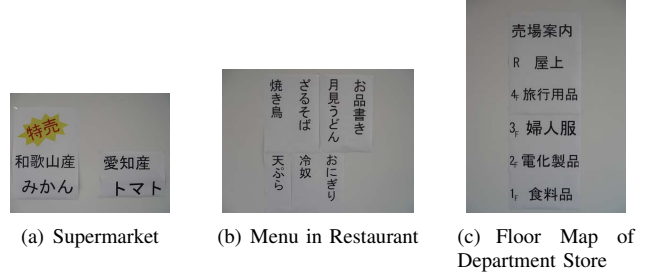 特売
和歌山産
みかん
愛知産
トマト
(a) Supermarket
お品書き
月見うどん
ざるそば
焼き鳥
おにぎり
冷奴
天ぷら
(b) Menu in Restaurant
売場案内
R 屋上
4F 旅行用品
3F 婦人服
2F 電化製品
1F 食料品
(c) Floor Map of
Department Store